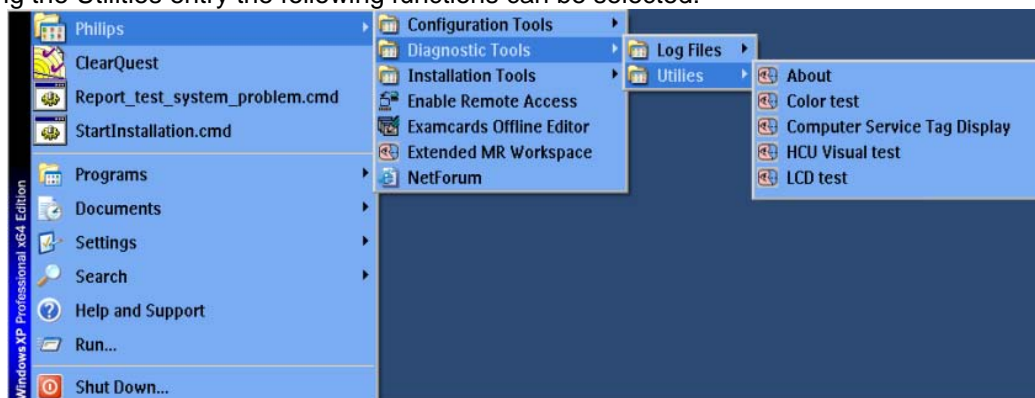 ng the Utilities entry the following functions can be selected.
Philips
ClearQuest
Report_test_system_problem.cmd
StartInstallation.cmd
Programs
Documents
Settings
Search
Help and Support
Run...
Shut Down...
Windows XP Professional x64 Edition
Configuration Tools
Diagnostic Tools
Installation Tools
Enable Remote Access
Examcards Offline Editor
Extended MR Workspace
NetForum
Log Files
Utilies
About
Color test
Computer Service Tag Display
HCU Visual test
LCD test